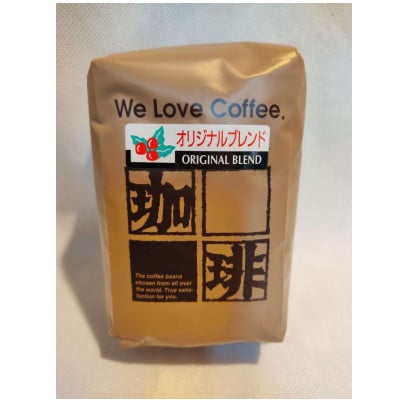 We Love Coffee.
オリジナルブレンド
ORIGINAL BLEND
珈
琲
The coffee beans
chosen from all over
the world. True satis-
faction for you.